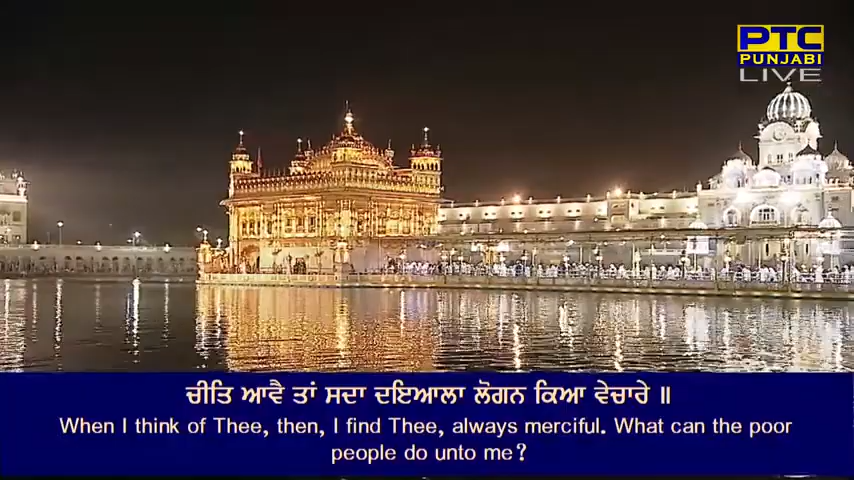 PTC
PUNJABI
LIVE
ਚੀਤਿ ਆਵੈ ਤਾਂ ਸਦਾ ਦਇਆਲਾ ਲੋਗਨ ਕਿਆ ਵੇਚਾਰੇ ॥
When I think of Thee, then, I find Thee, always merciful. What can the poor
people do unto me?